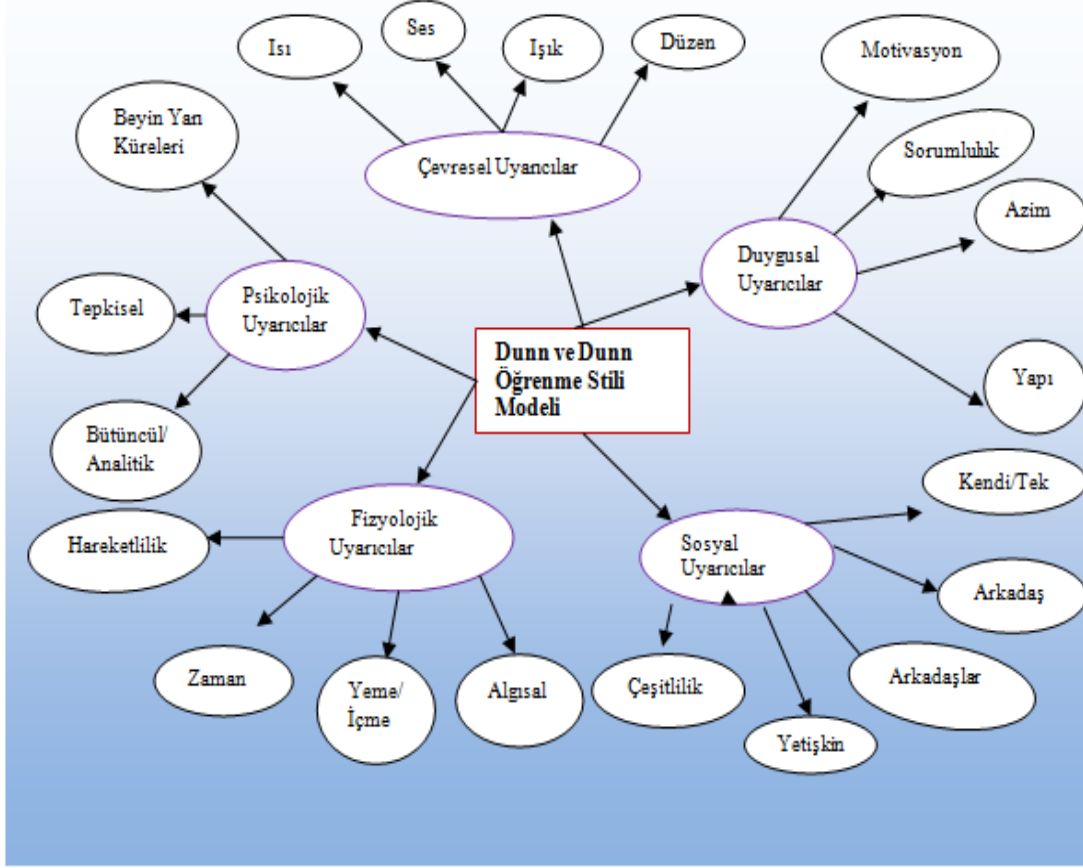 Isı
Ses
Işık
Düzen
Motivasyon
Beyin Yarı
Küreleri
Çevresel Uyarıcılar
Sorumluluk
Azim
Duygusal
Uyarıcılar
Tepkisel
Psikolojik
Uyarıcılar
Dunn ve Dunn
Öğrenme Stili
Modeli
Yapı
Bütüncül/
Analitik
Kendi/Tek
Fizyolojik
Uyarıcılar
Hareketlilik
Sosyal
Uyarıcılar
Arkadaş
Zaman
Yeme/
İçme
Algısal
Çeşitlilik
Arkadaşlar
Yetişkin